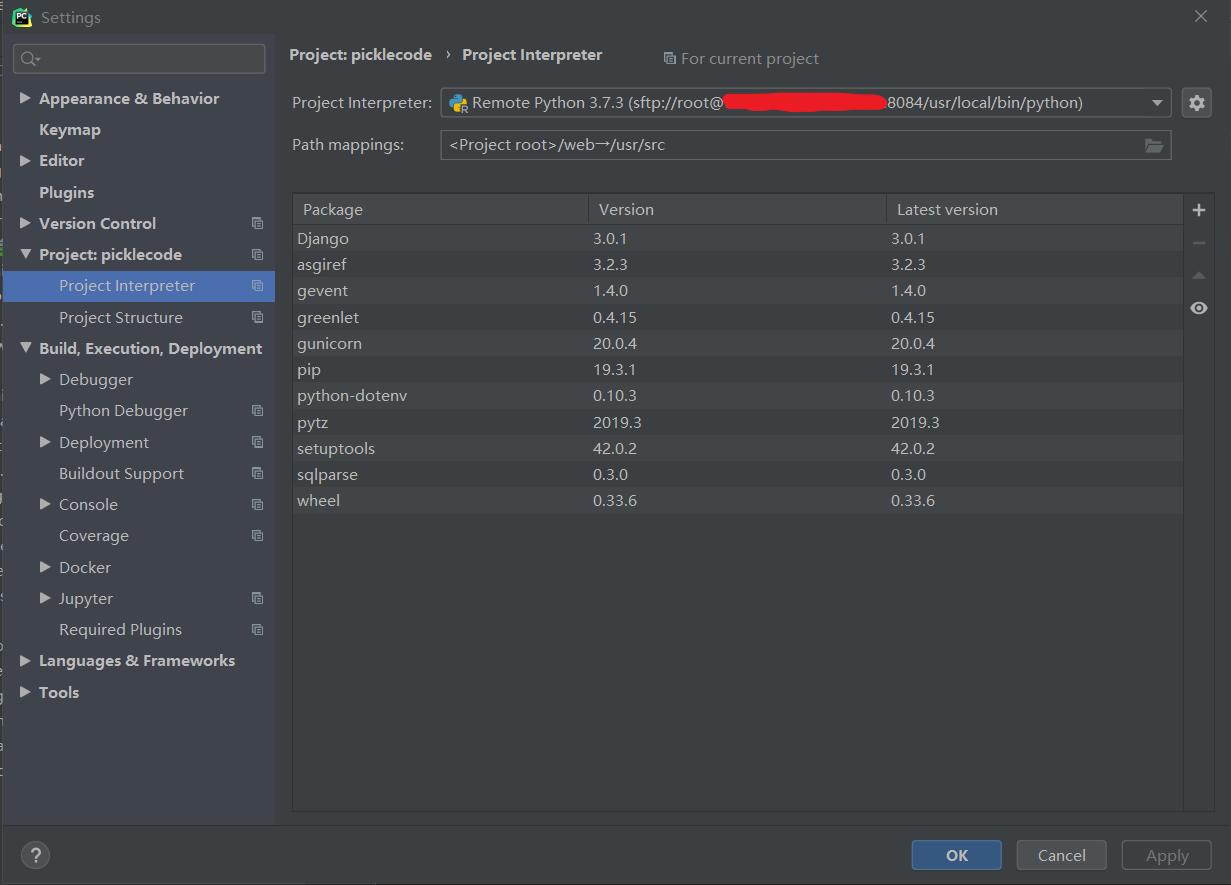 Settings
Project: picklecode › Project Interpreter For current project
Appearance & Behavior
Keymap
Editor
Plugins
Version Control
Project: picklecode
Project Interpreter
Project Structure
Build, Execution, Deployment
Debugger
Python Debugger
Deployment
Buildout Support
Console
Coverage
Docker
Jupyter
Required Plugins
Languages & Frameworks
Tools
Project Interpreter: Remote Python 3.7.3 (sftp://root@ 8084/usr/local/bin/python)
Path mappings: <Project root>/web→/usr/src
Package Version Latest version
Django 3.0.1 3.0.1
asgiref 3.2.3 3.2.3
gevent 1.4.0 1.4.0
greenlet 0.4.15 0.4.15
gunicorn 20.0.4 20.0.4
pip 19.3.1 19.3.1
python-dotenv 0.10.3 0.10.3
pytz 2019.3 2019.3
setuptools 42.0.2 42.0.2
sqlparse 0.3.0 0.3.0
wheel 0.33.6 0.33.6
? OK Cancel Apply